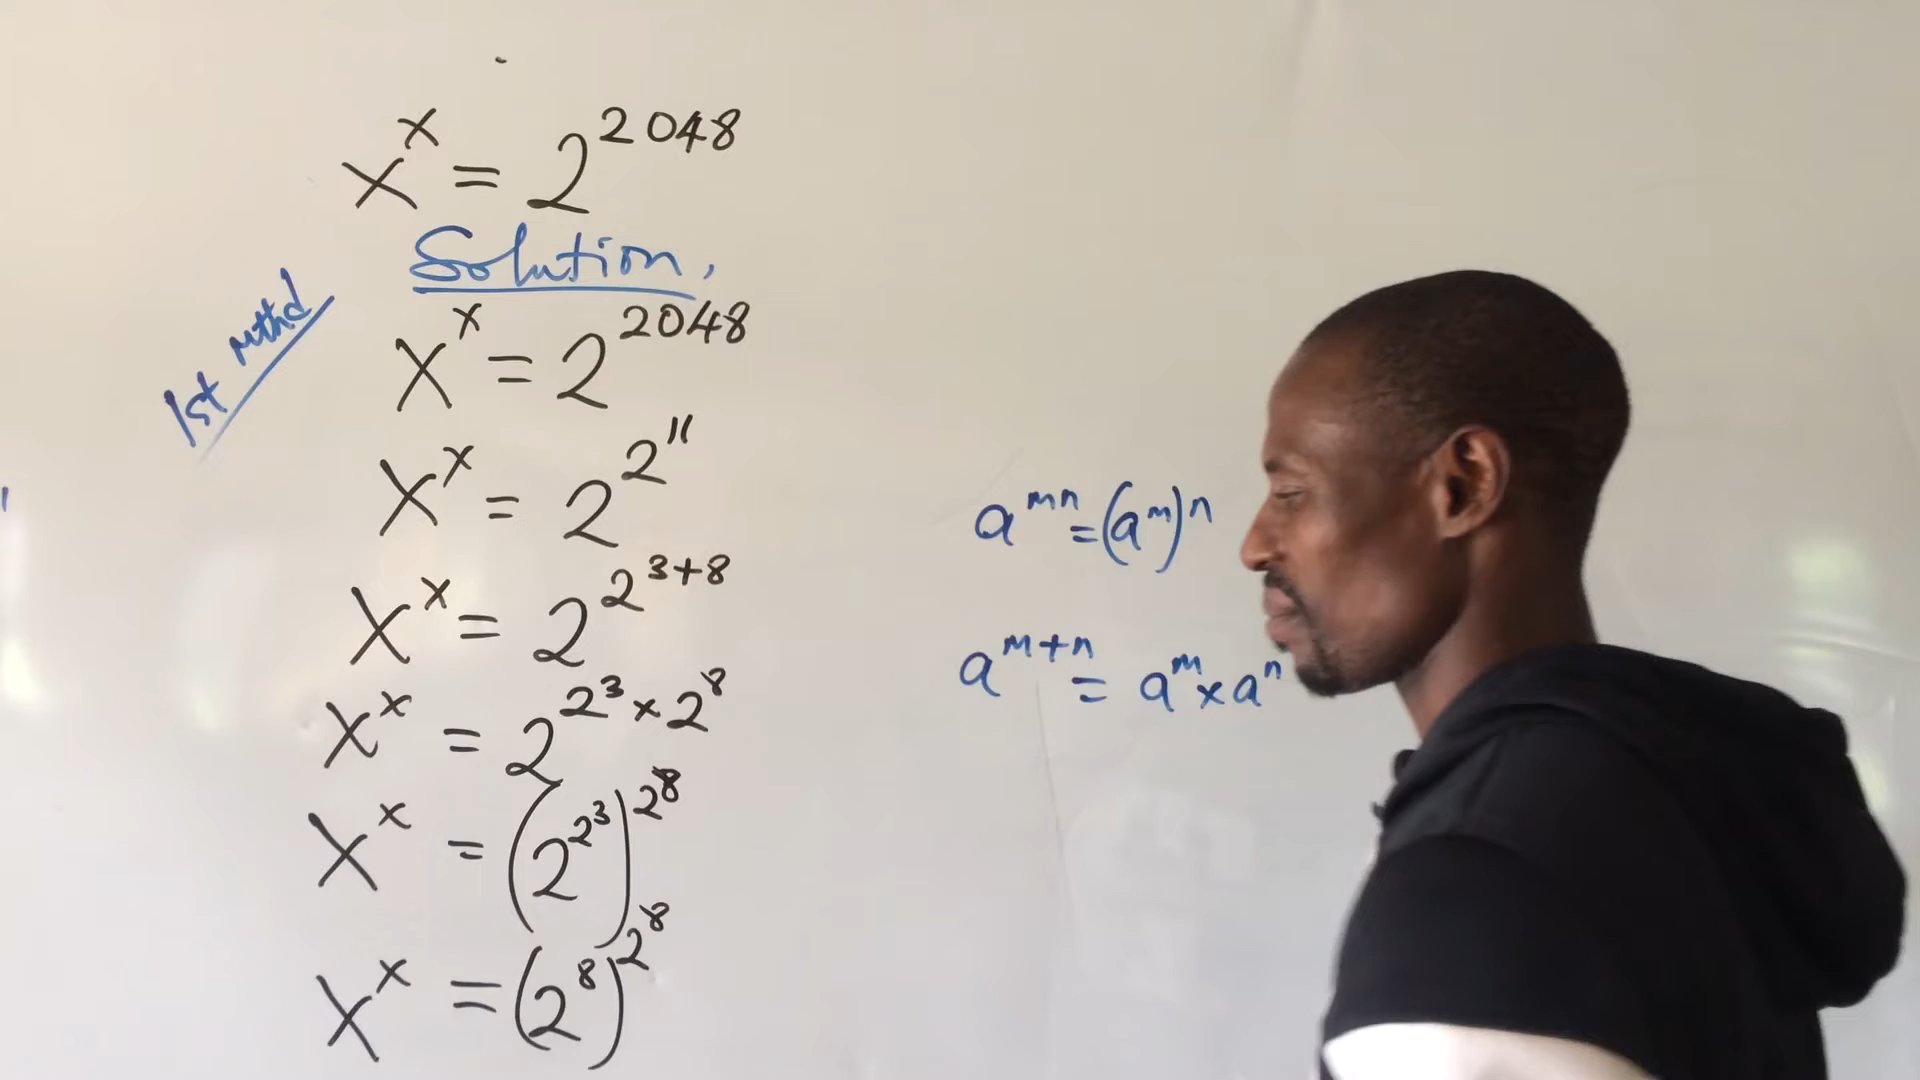 x^x = 2^2048
Solution,
1st mthd
x^x = 2^2048
x^x = 2^2^11
x^x = 2^2^3+8
x^x = 2^2^3 × 2^8
x^x = (2^2^3)^2^8
x^x = (2^8)^2^8
a^mn = (a^m)^n
a^m+n = a^m × a^n